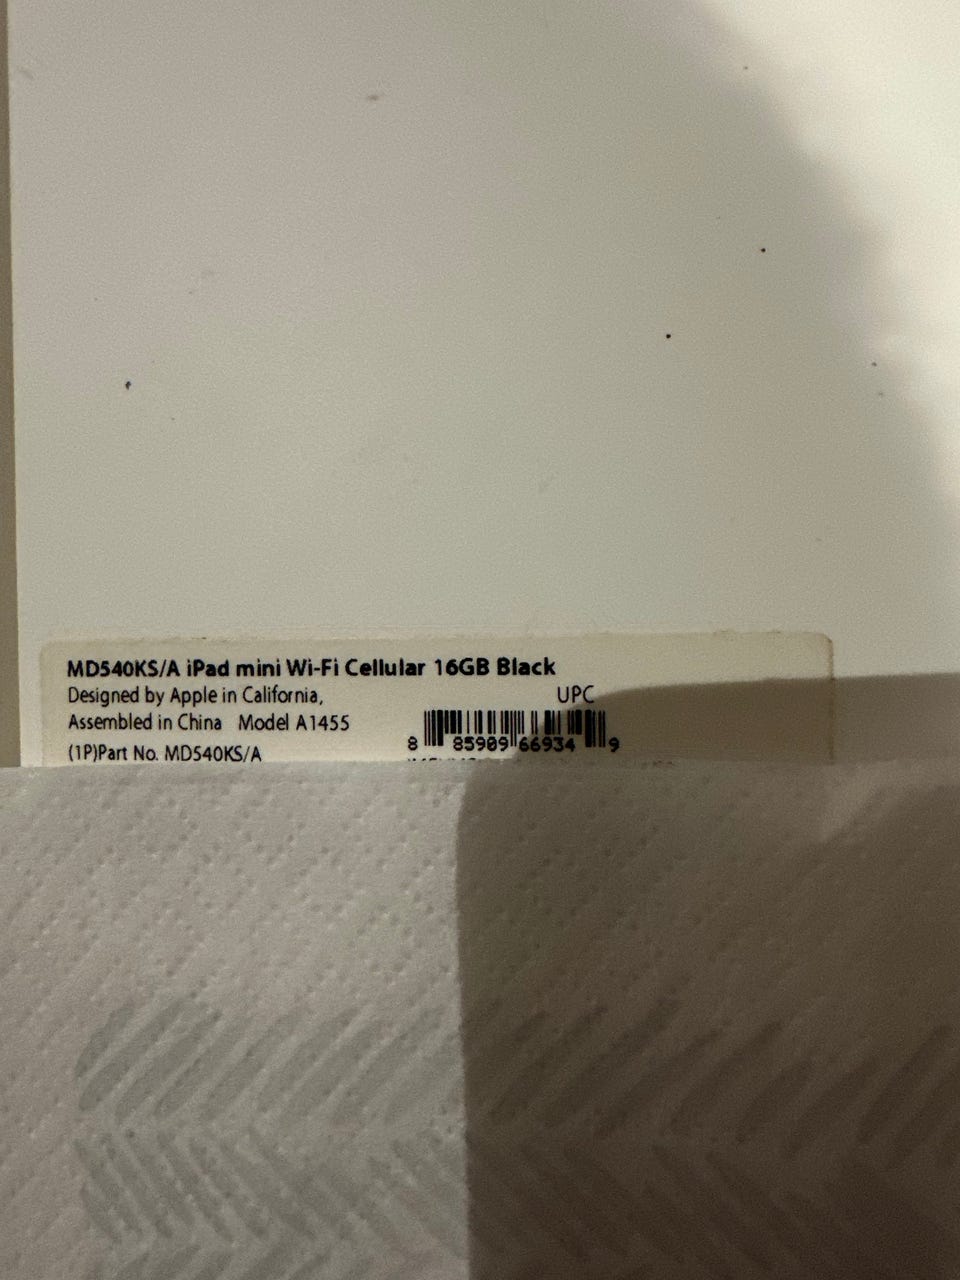 MD540KS/A iPad mini Wi-Fi Cellular 16GB Black
Designed by Apple in California,
UPC
Assembled in China Model A1455
8 85909 66934 9
(1P)Part No. MD540KS/A